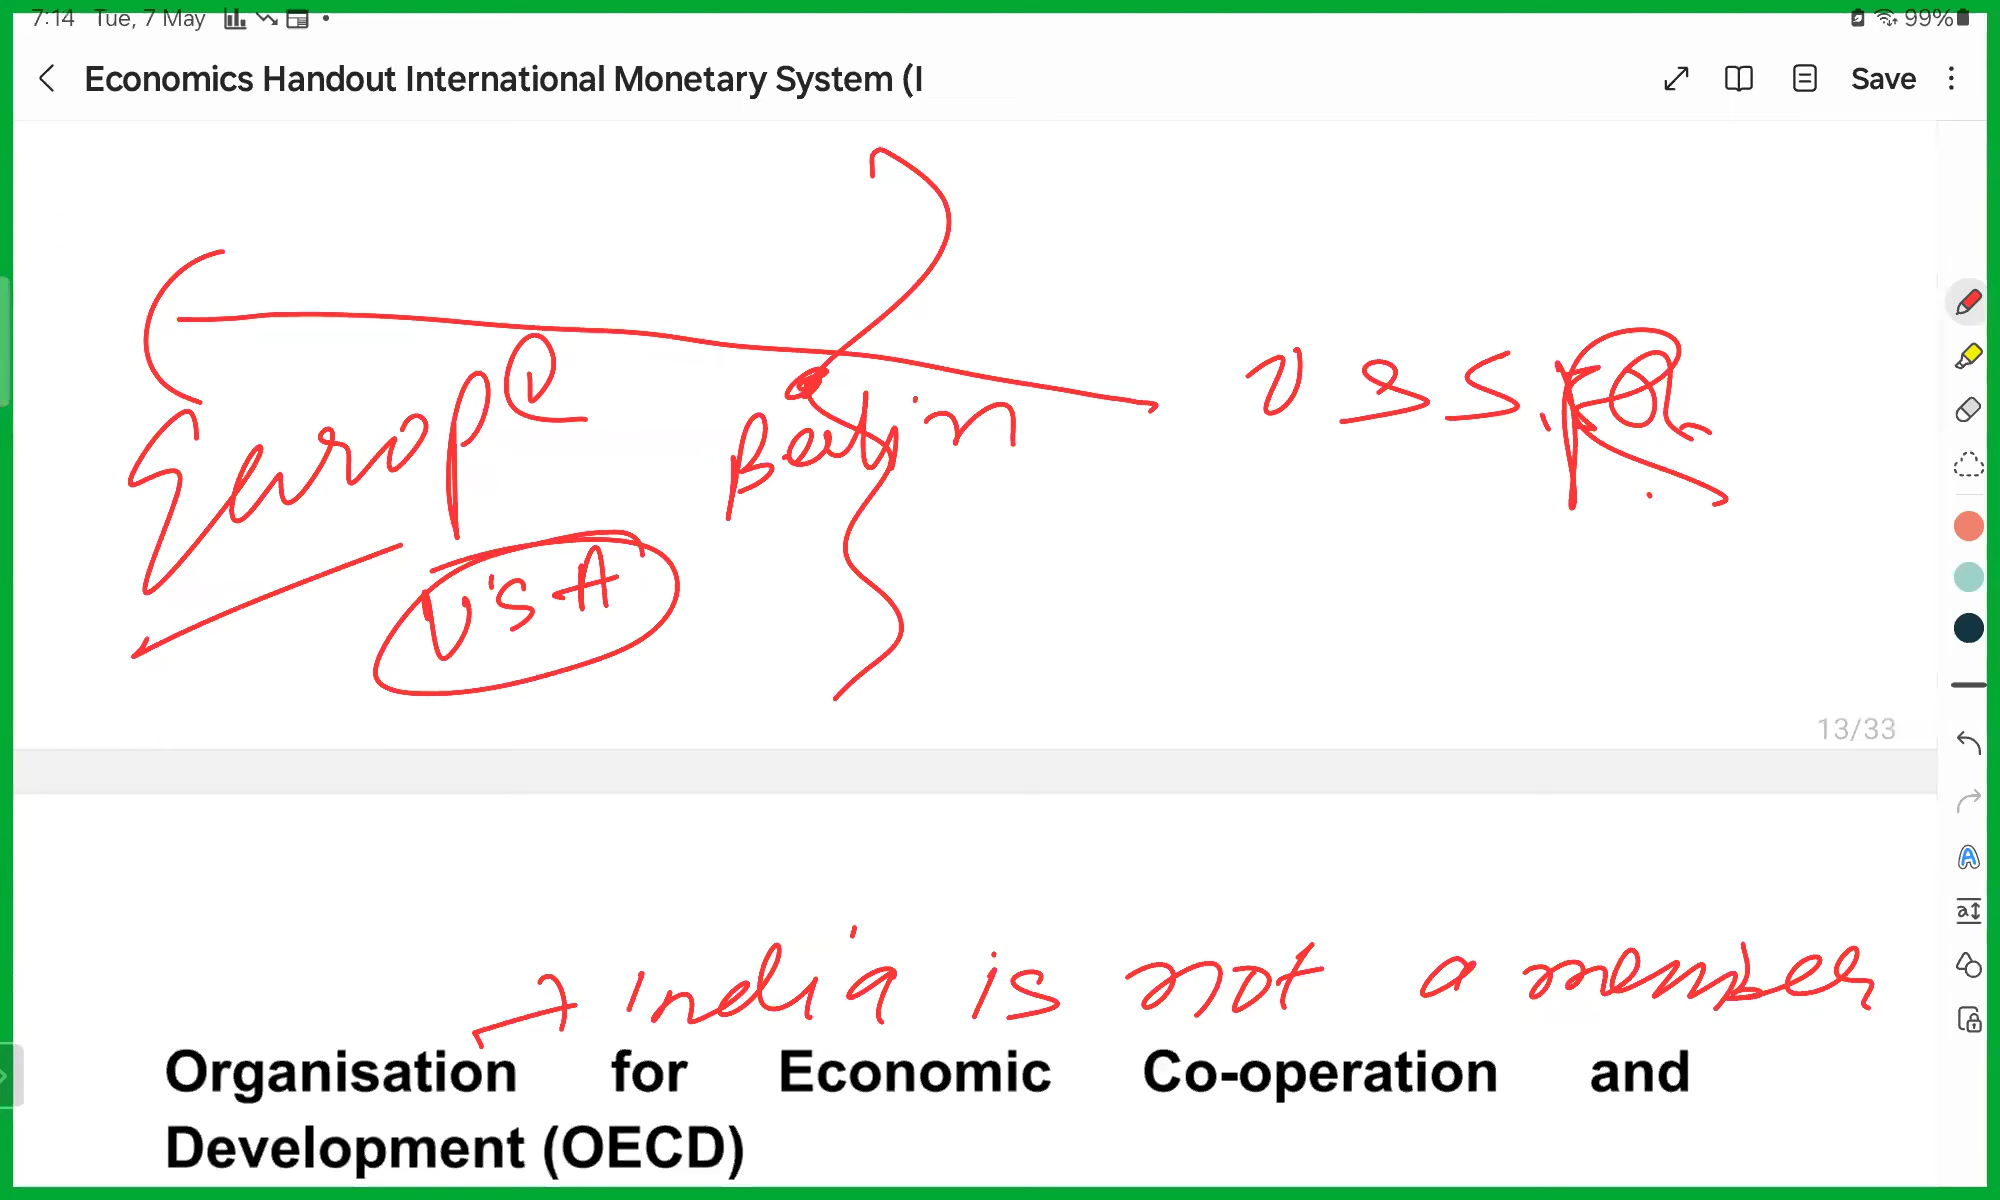 7:14 Tue, 7 May
99%
Economics Handout International Monetary System (I
Save
Europe
Berlin
U S S R
USA
13/33
India is not a member
Organisation for Economic Co-operation and
Development (OECD)